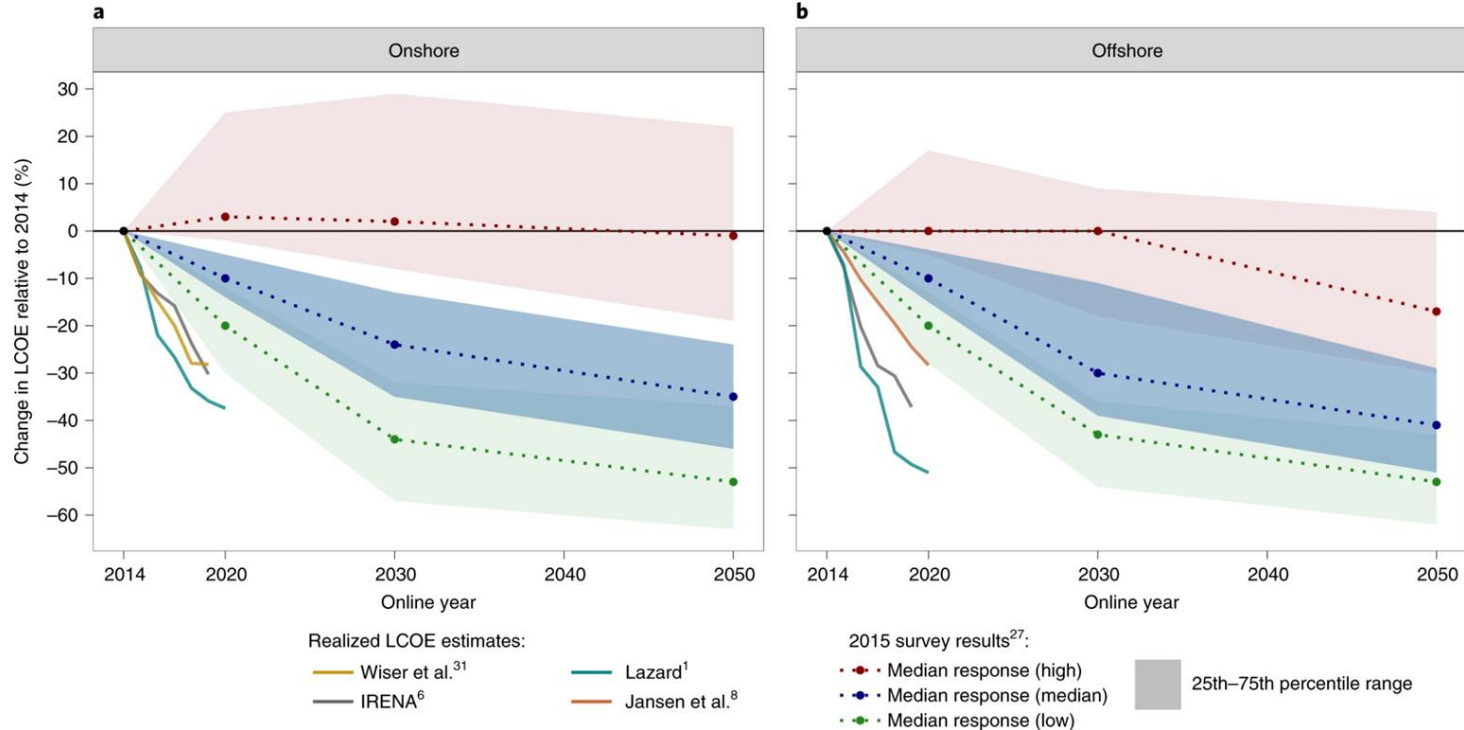 a
Onshore
Change in LCOE relative to 2014 (%)
30
20
10
0
−10
−20
−30
−40
−50
−60
2014
2020
2030
2040
2050
Online year
b
Offshore
2014
2020
2030
2040
2050
Online year
Realized LCOE estimates:
Wiser et al.31
Lazard1
IRENA6
Jansen et al.8
2015 survey results27:
Median response (high)
Median response (median)
Median response (low)
25th–75th percentile range